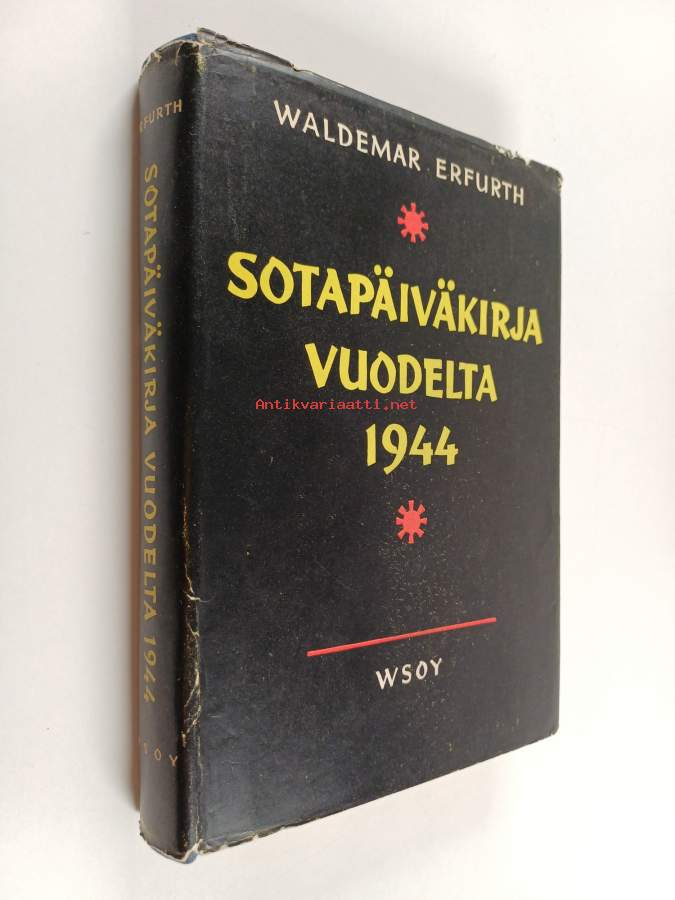 WALDEMAR ERFURTH
SOTAPÄIVÄKIRJA
VUODELTA
1944
WSOY
Antikvariaatti.net
ERFURTH
SOTAPÄIVÄKIRJA VUODELTA 1944
WSOY